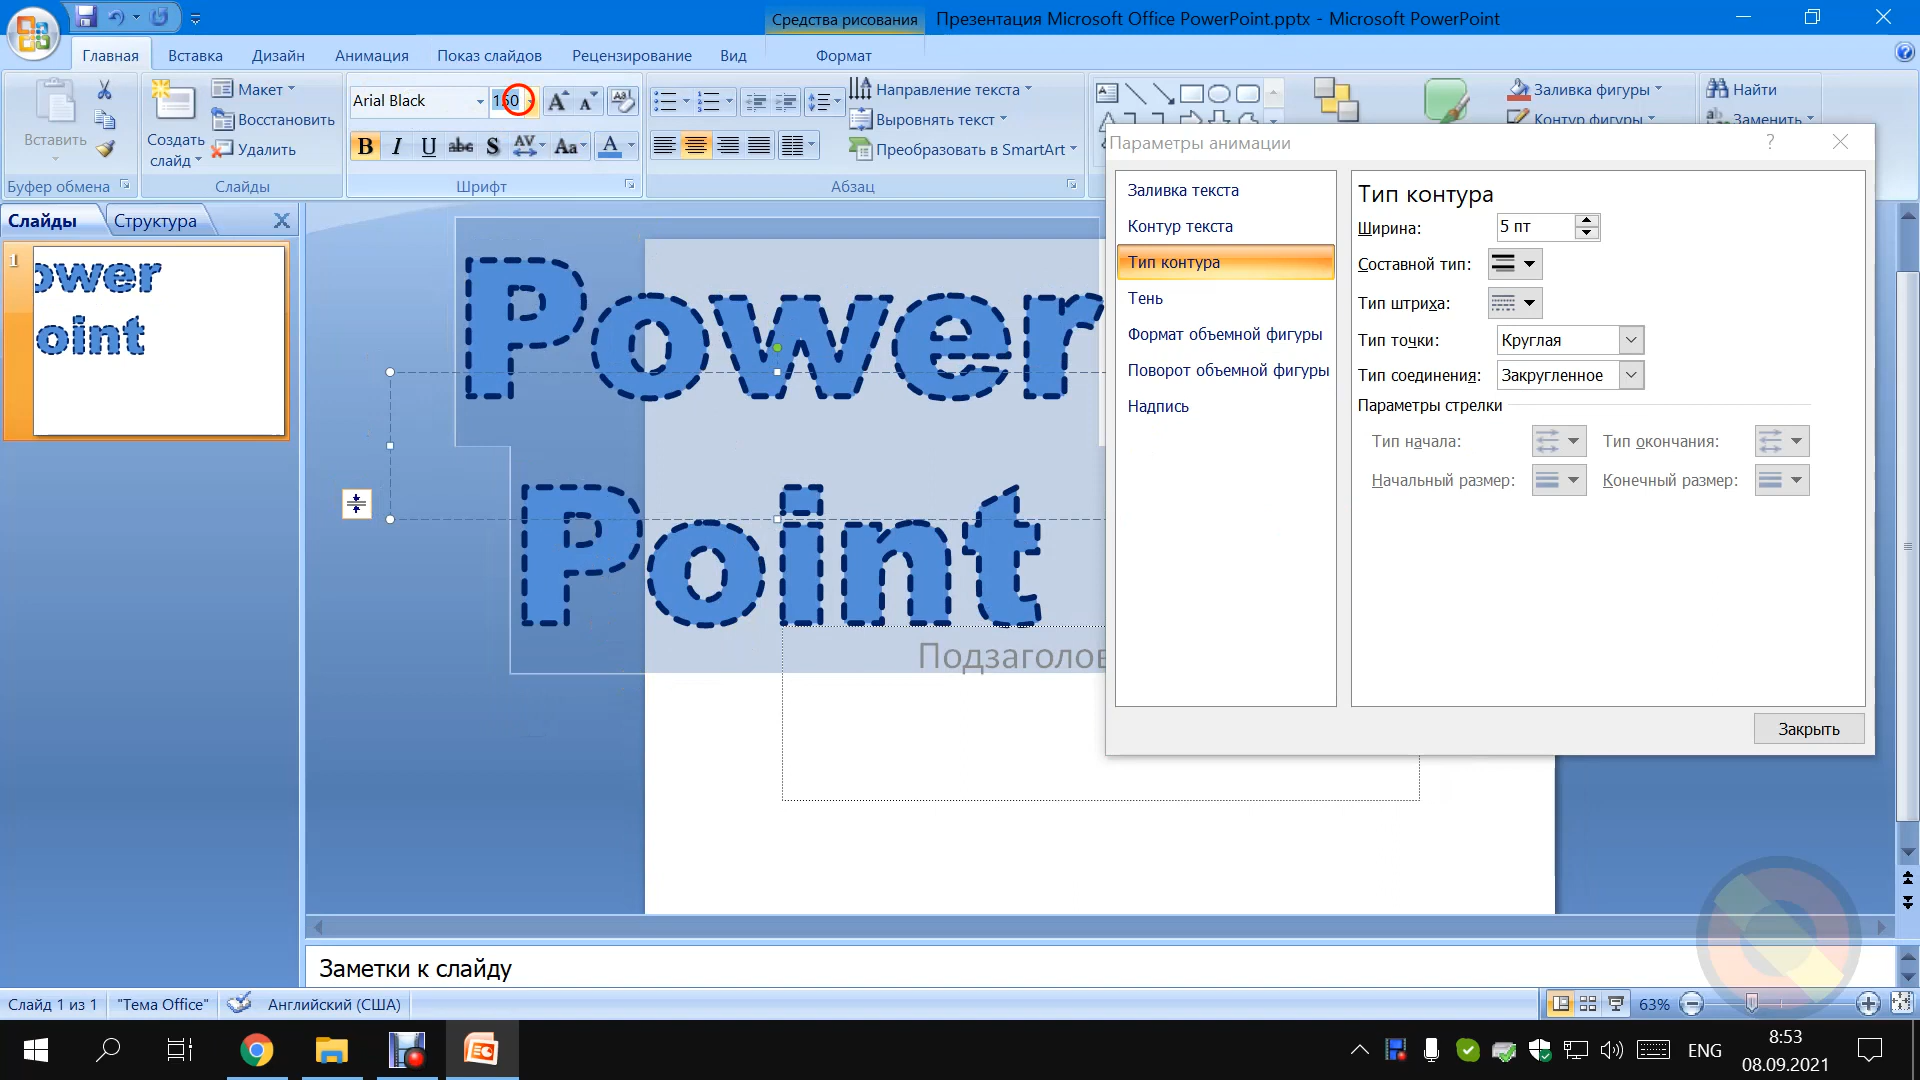 Средства рисования
Презентация Microsoft Office PowerPoint.pptx - Microsoft PowerPoint
Главная
Вставка
Дизайн
Анимация
Показ слайдов
Рецензирование
Вид
Формат
Вставить
Буфер обмена
Создать
слайд
Макет
Восстановить
Удалить
Слайды
Arial Black
150
Шрифт
Направление текста
Выровнять текст
Преобразовать в SmartArt
Абзац
Заливка фигуры
Контур фигуры
Найти
Заменить
Слайды
Структура
1
ower
oint
Power
Point
Подзаголов
Параметры анимации
Заливка текста
Контур текста
Тип контура
Тень
Формат объемной фигуры
Поворот объемной фигуры
Надпись
Тип контура
Ширина:
5 пт
Составной тип:
Тип штриха:
Тип точки:
Круглая
Тип соединения:
Закругленное
Параметры стрелки
Тип начала:
Тип окончания:
Начальный размер:
Конечный размер:
Закрыть
Заметки к слайду
Слайд 1 из 1
"Тема Office"
Английский (США)
63%
ENG
8:53
08.09.2021